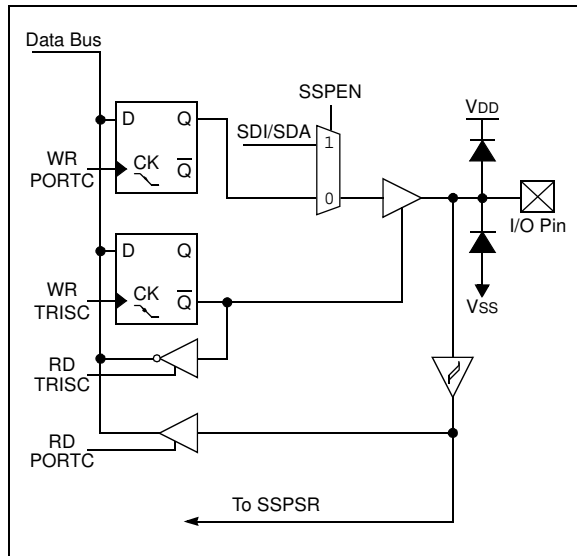 Data Bus
SSPEN
D Q
SDI/SDA
1
VDD
WR
PORTC
CK
Q
0
I/O Pin
D Q
WR
TRISC
CK
Q
VSS
RD
TRISC
RD
PORTC
To SSPSR